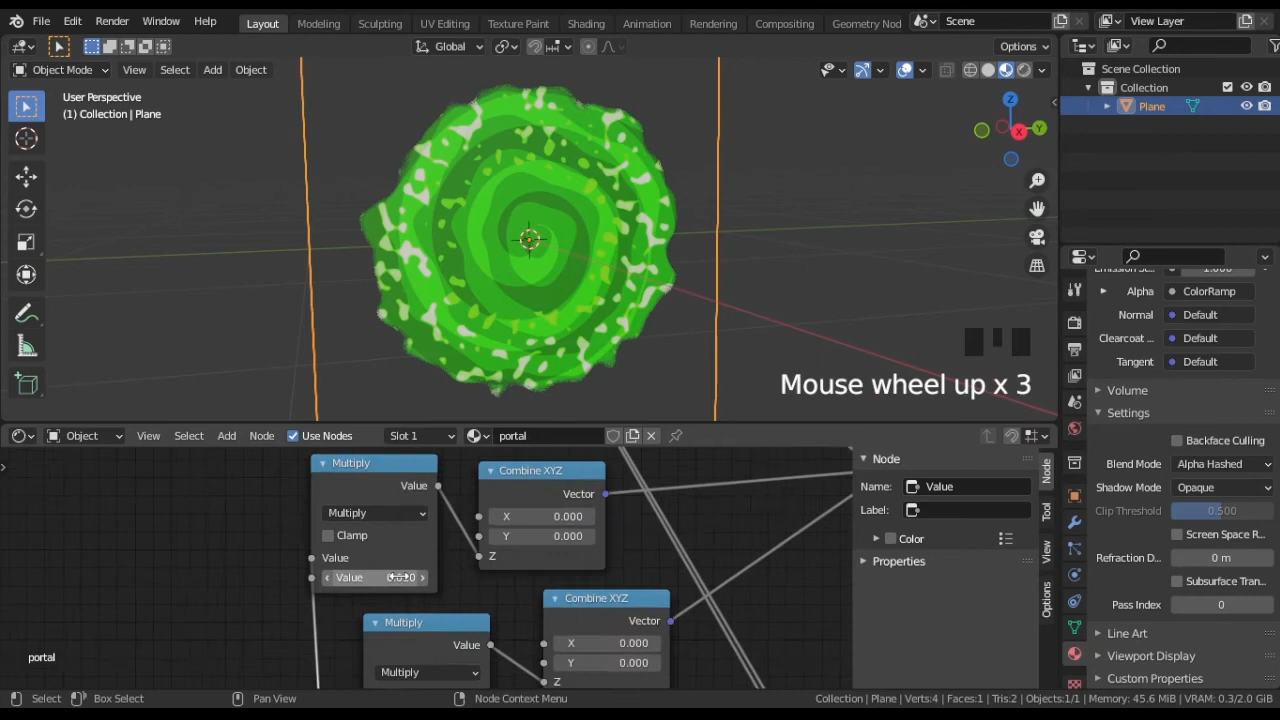 File Edit Render Window Help Layout Modeling Sculpting UV Editing Texture Paint Shading Animation Rendering Compositing Geometry Nod Scene View Layer
Global Options
Object Mode View Select Add Object
User Perspective
(1) Collection | Plane
Z
Y
X
Scene Collection
Collection
Plane
1.000
Alpha ColorRamp
Normal Default
Clearcoat ... Default
Tangent Default
Volume
Settings
Backface Culling
Blend Mode Alpha Hashed
Shadow Mode Opaque
Clip Threshold 0.500
Screen Space R...
Refraction D... 0 m
Subsurface Tran...
Pass Index 0
Line Art
Viewport Display
Custom Properties
Mouse wheel up x 3
Object View Select Add Node Use Nodes Slot 1 portal
Multiply
Value
Multiply
Clamp
Value
Value
Combine XYZ
Vector
X 0.000
Y 0.000
Z
Multiply
Value
Multiply
Combine XYZ
Vector
X 0.000
Y 0.000
Z
Node
Name: Value
Label:
Color
Properties
Node
Tool
View
Options
portal
Select Box Select Pan View Node Context Menu Collection | Plane | Verts:4 | Faces:1 | Tris:2 | Objects:1/1 | Memory: 45.6 MiB | VRAM: 0.3/2.0 GiB